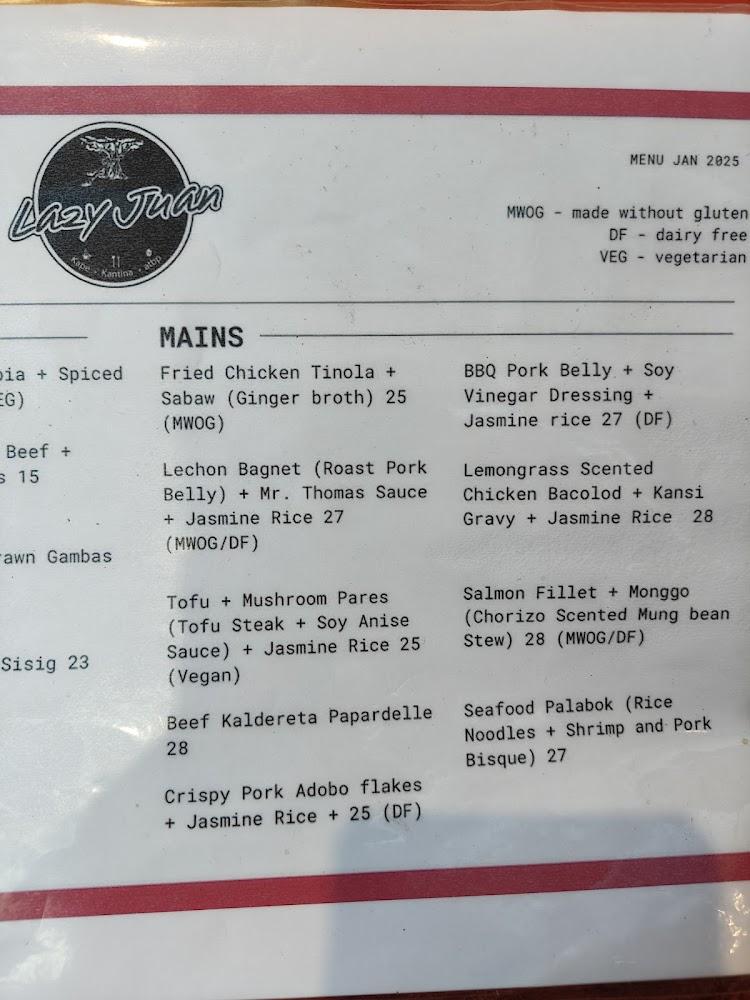 Lazy Juan
Kape • Kantina • atbp
MENU JAN 2025
MWOG - made without gluten
DF - dairy free
VEG - vegetarian
+ Spiced
Beef +
15
Gambas
Sisig 23
MAINS
Fried Chicken Tinola +
Sabaw (Ginger broth) 25
(MWOG)
Lechon Bagnet (Roast Pork
Belly) + Mr. Thomas Sauce
+ Jasmine Rice 27
(MWOG/DF)
Tofu + Mushroom Pares
(Tofu Steak + Soy Anise
Sauce) + Jasmine Rice 25
(Vegan)
Beef Kaldereta Papardelle
28
Crispy Pork Adobo flakes
+ Jasmine Rice + 25 (DF)
BBQ Pork Belly + Soy
Vinegar Dressing +
Jasmine rice 27 (DF)
Lemongrass Scented
Chicken Bacolod + Kansi
Gravy + Jasmine Rice 28
Salmon Fillet + Monggo
(Chorizo Scented Mung bean
Stew) 28 (MWOG/DF)
Seafood Palabok (Rice
Noodles + Shrimp and Pork
Bisque) 27